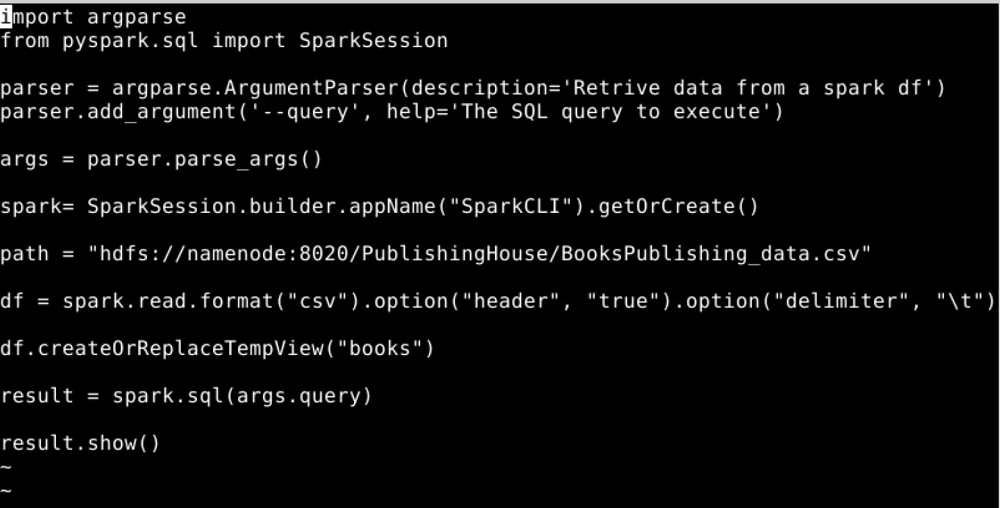 import argparse
from pyspark.sql import SparkSession
parser = argparse.ArgumentParser(description='Retrive data from a spark df')
parser.add_argument('--query', help='The SQL query to execute')
args = parser.parse_args()
spark= SparkSession.builder.appName("SparkCLI").getOrCreate()
path = "hdfs://namenode:8020/PublishingHouse/BooksPublishing_data.csv"
df = spark.read.format("csv").option("header", "true").option("delimiter", "\t")
df.createOrReplaceTempView("books")
result = spark.sql(args.query)
result.show()
~
~